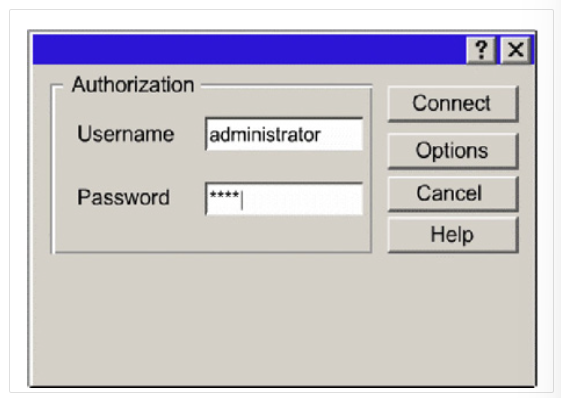 ? X
Authorization
Username administrator
Password ****
Connect
Options
Cancel
Help